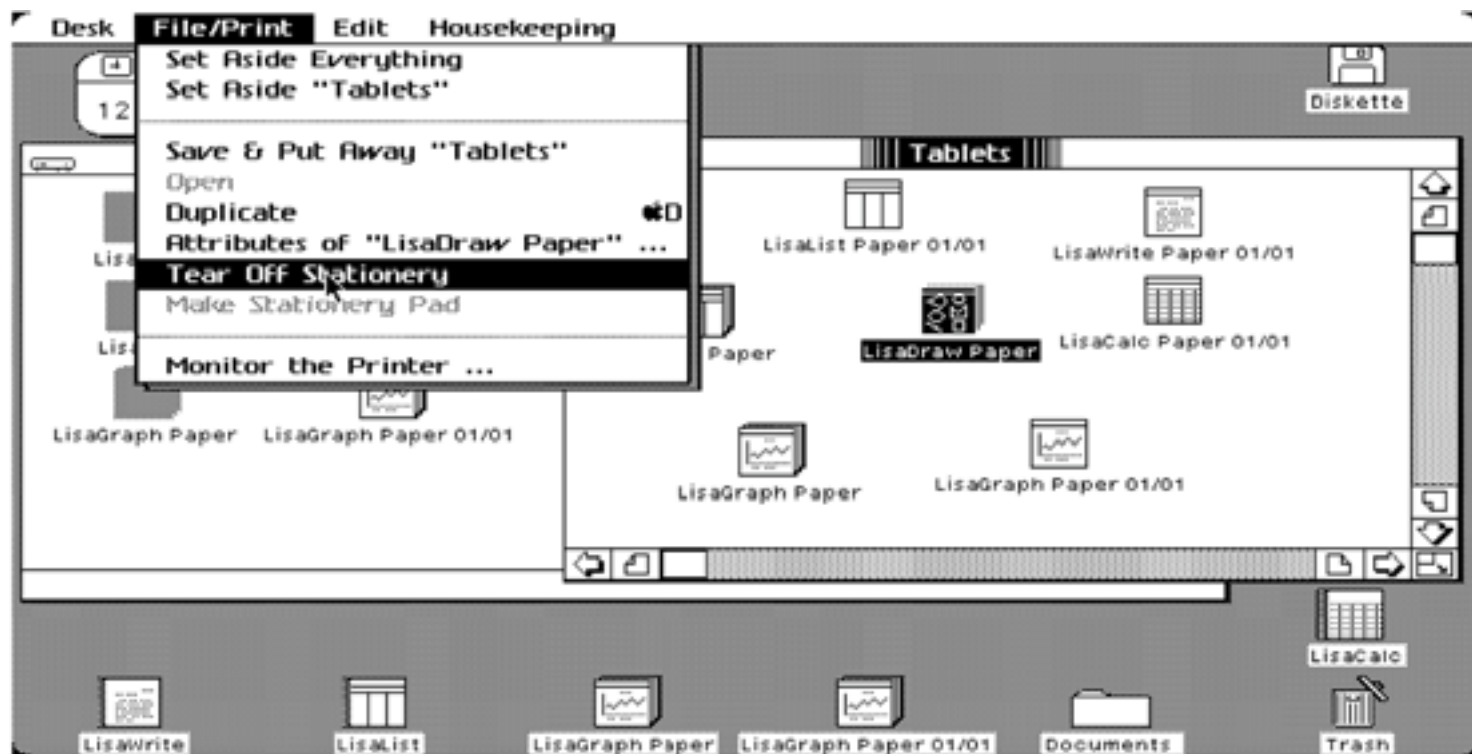 Desk File/Print Edit Housekeeping
Set Aside Everything
Set Aside "Tablets"
Save & Put Away "Tablets"
Open
Duplicate D
Attributes of "LisaDraw Paper" ...
Tear Off Stationery
Make Stationery Pad
Monitor the Printer ...
12
Diskette
Tablets
LisaList Paper 01/01
LisaWrite Paper 01/01
Paper
LisaDraw Paper
LisaCalc Paper 01/01
LisaGraph Paper
LisaGraph Paper 01/01
Lisa
Lis
LisaGraph Paper
LisaGraph Paper 01/01
LisaCalc
LisaWrite
LisaList
LisaGraph Paper
LisaGraph Paper 01/01
Documents
Trash